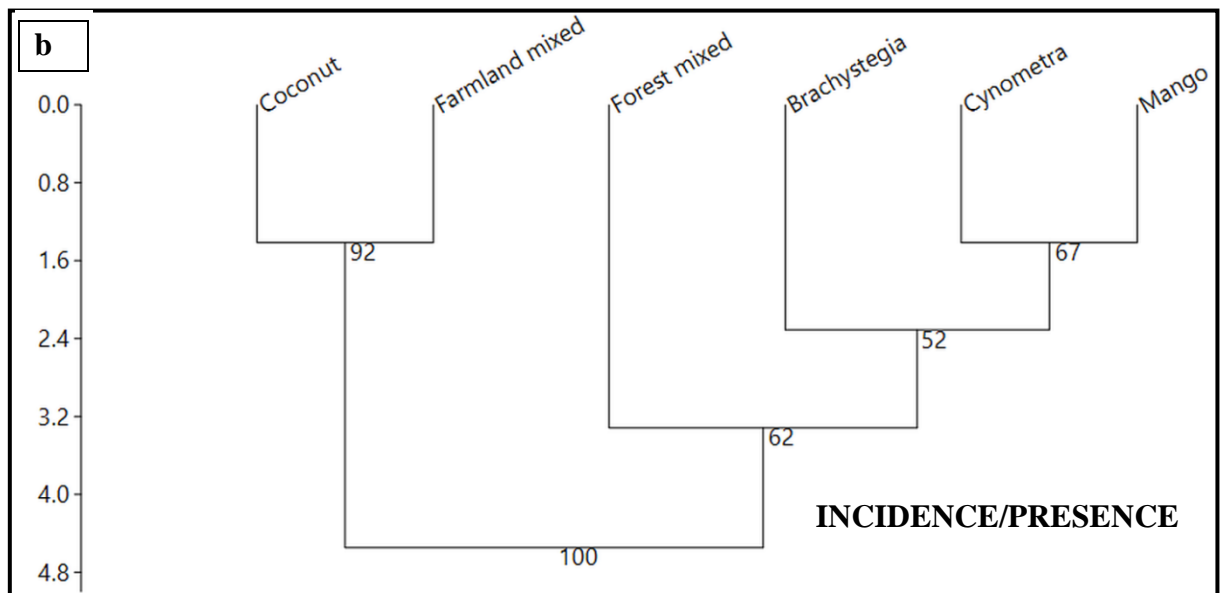 b
Coconut
Farmland mixed
Forest mixed
Brachystegia
Cynometra
Mango
0.0
0.8
1.6
2.4
3.2
4.0
4.8
92
67
52
62
100
INCIDENCE/PRESENCE